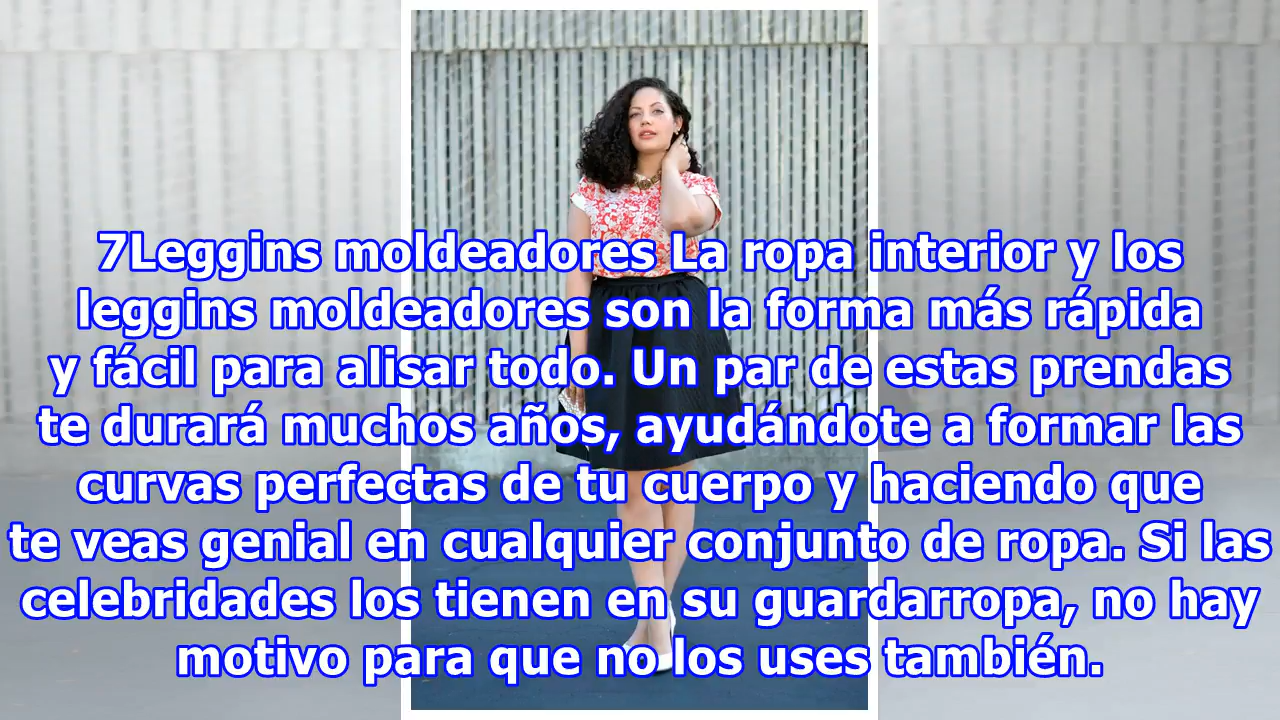 7Leggins moldeadores La ropa interior y los
leggins moldeadores son la forma más rápida
y fácil para alisar todo. Un par de estas prendas
te durará muchos años, ayudándote a formar las
curvas perfectas de tu cuerpo y haciendo que
te veas genial en cualquier conjunto de ropa. Si las
celebridades los tienen en su guardarropa, no hay
motivo para que no los uses también.